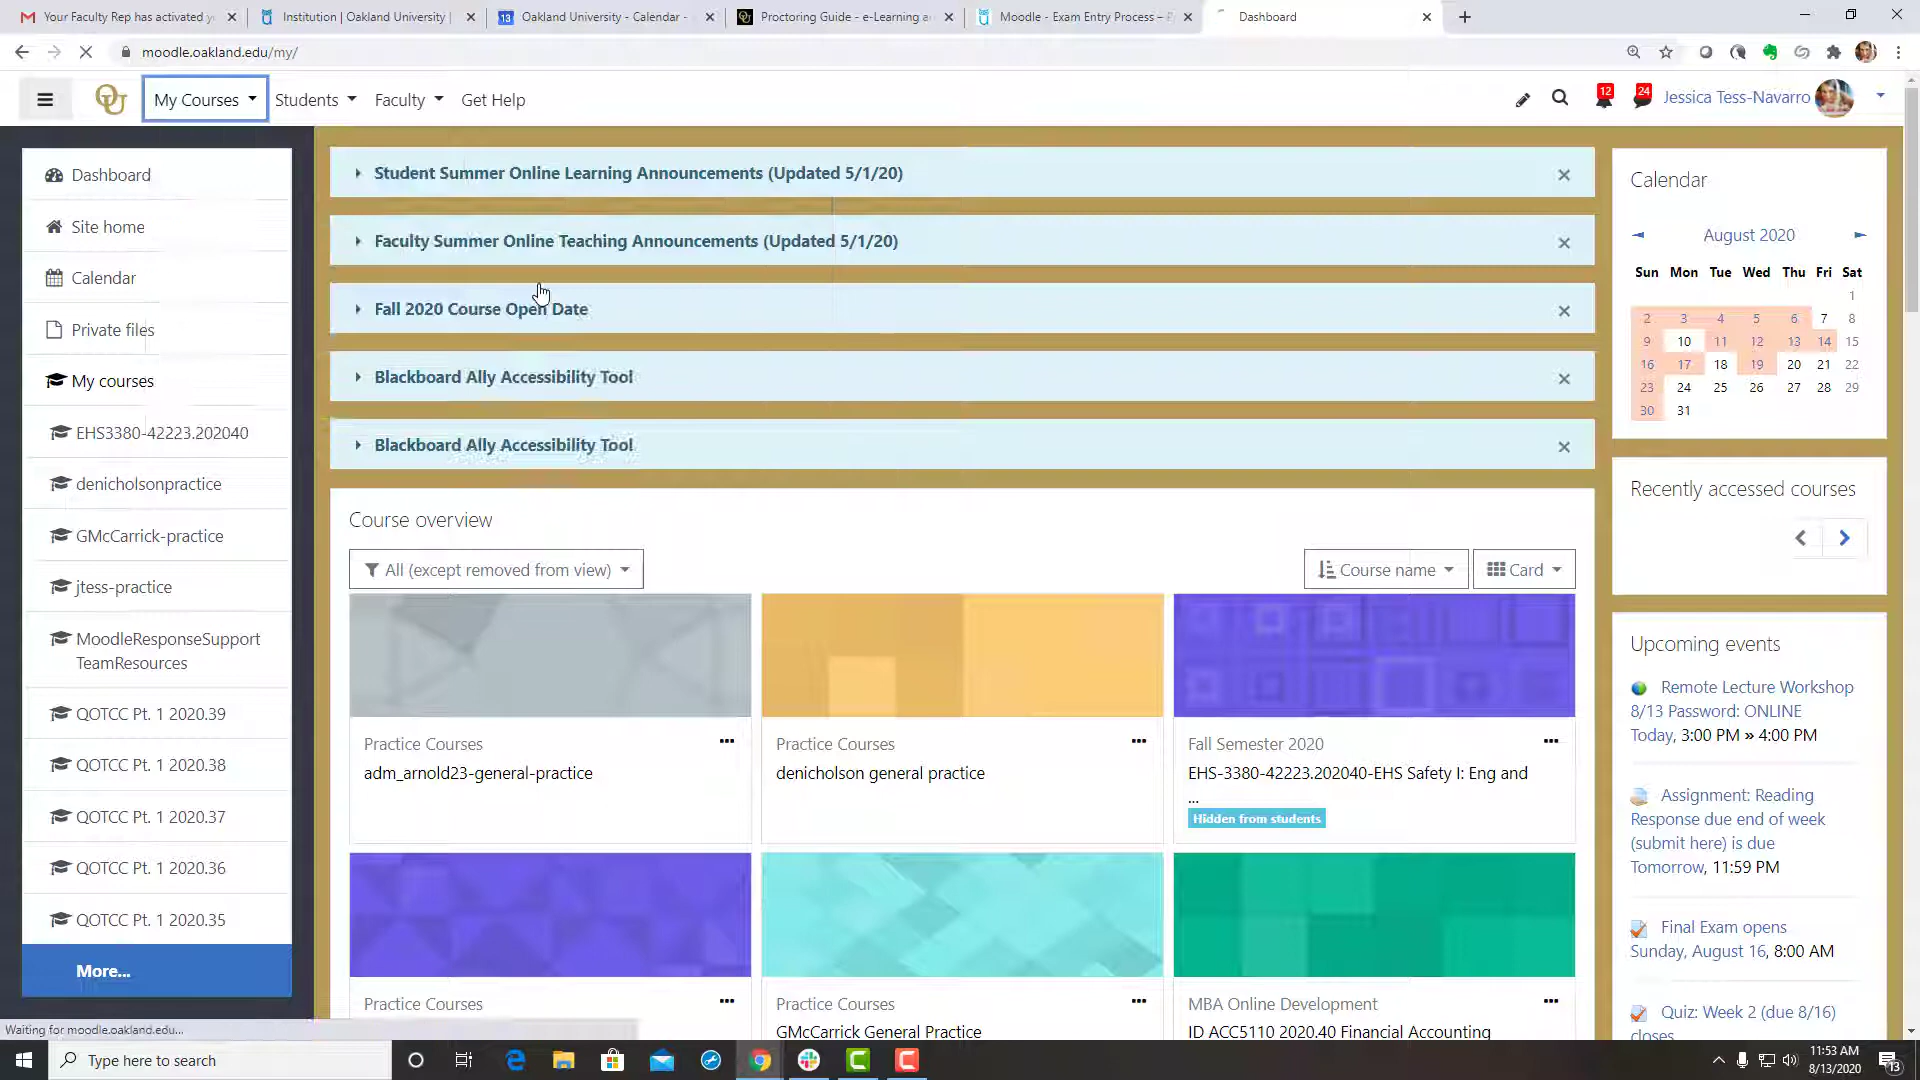 Your Faculty Rep has activated y
Institution | Oakland University |
Oakland University - Calendar -
Proctoring Guide - e-Learning a
Moodle - Exam Entry Process – P
Dashboard
moodle.oakland.edu/my/
OU
My Courses
Students
Faculty
Get Help
12
24
Jessica Tess-Navarro
Dashboard
Site home
Calendar
Private files
My courses
EHS3380-42223.202040
denicholsonpractice
GMcCarrick-practice
jtess-practice
MoodleResponseSupport
TeamResources
QOTCC Pt. 1 2020.39
QOTCC Pt. 1 2020.38
QOTCC Pt. 1 2020.37
QOTCC Pt. 1 2020.36
QOTCC Pt. 1 2020.35
More...
Student Summer Online Learning Announcements (Updated 5/1/20)
Faculty Summer Online Teaching Announcements (Updated 5/1/20)
Fall 2020 Course Open Date
Blackboard Ally Accessibility Tool
Blackboard Ally Accessibility Tool
Course overview
All (except removed from view)
Course name
Card
Practice Courses
adm_arnold23-general-practice
Practice Courses
denicholson general practice
Fall Semester 2020
EHS-3380-42223.202040-EHS Safety I: Eng and
...
Hidden from students
Practice Courses
Practice Courses
GMcCarrick General Practice
MBA Online Development
ID ACC5110 2020.40 Financial Accounting
Calendar
August 2020
Sun Mon Tue Wed Thu Fri Sat
1
2 3 4 5 6 7 8
9 10 11 12 13 14 15
16 17 18 19 20 21 22
23 24 25 26 27 28 29
30 31
Recently accessed courses
Upcoming events
Remote Lecture Workshop
8/13 Password: ONLINE
Today, 3:00 PM » 4:00 PM
Assignment: Reading
Response due end of week
(submit here) is due
Tomorrow, 11:59 PM
Final Exam opens
Sunday, August 16, 8:00 AM
Quiz: Week 2 (due 8/16)
closes
Waiting for moodle.oakland.edu...
Type here to search
11:53 AM
8/13/2020
13